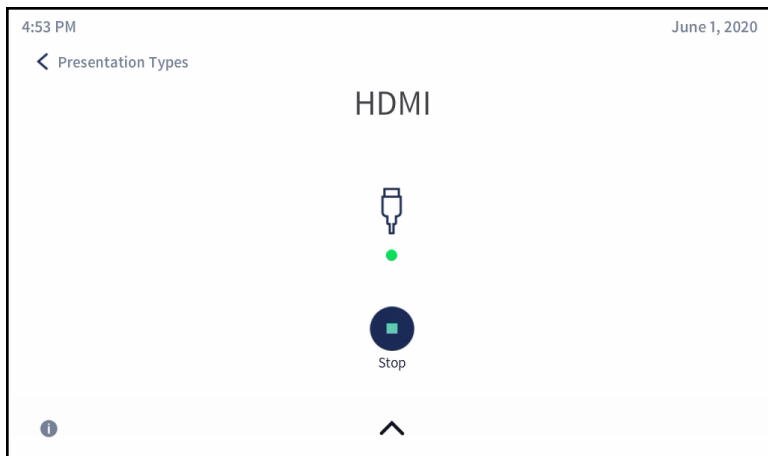 4:53 PM
June 1, 2020
Presentation Types
HDMI
Stop
i